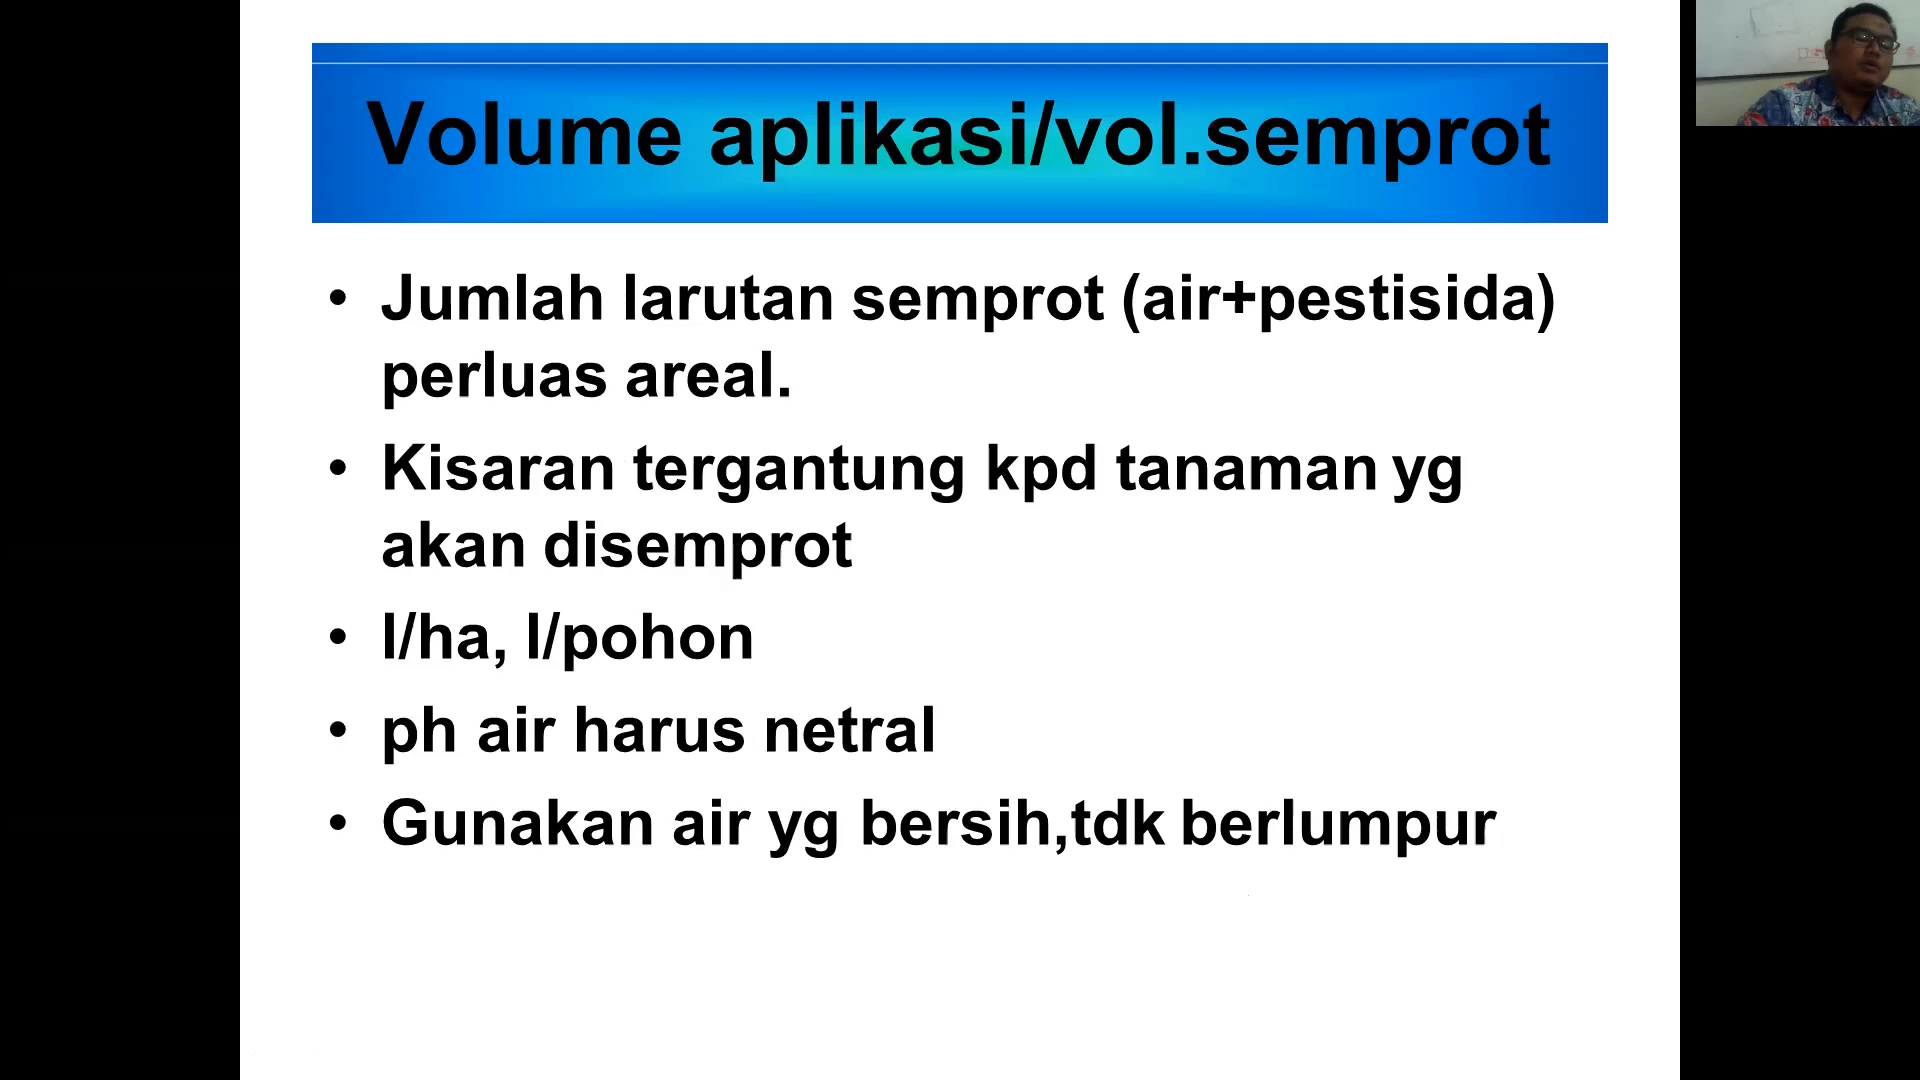 Volume aplikasi/vol.semprot
• Jumlah larutan semprot (air+pestisida)
perluas areal.
• Kisaran tergantung kpd tanaman yg
akan disemprot
• l/ha, l/pohon
• ph air harus netral
• Gunakan air yg bersih,tdk berlumpur